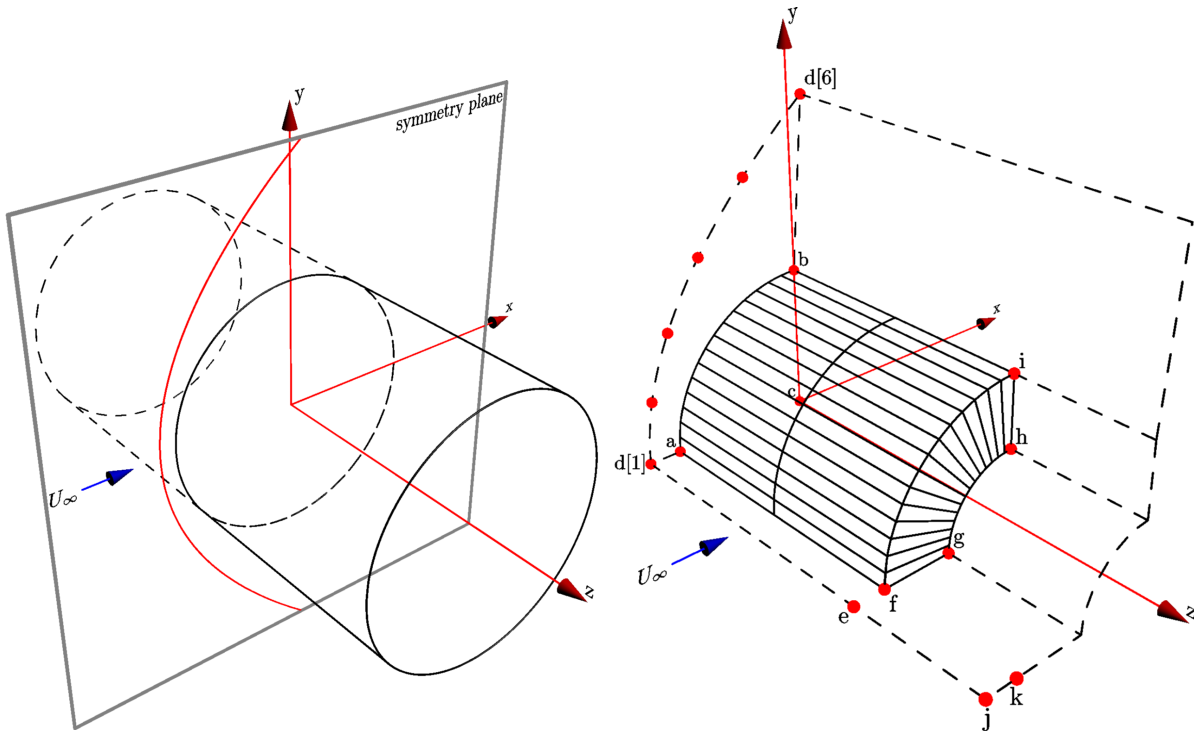 y
symmetry plane
x
U∞
z
y
d[6]
b
x
c
i
a
h
d[1]
g
U∞
f
e
z
k
j